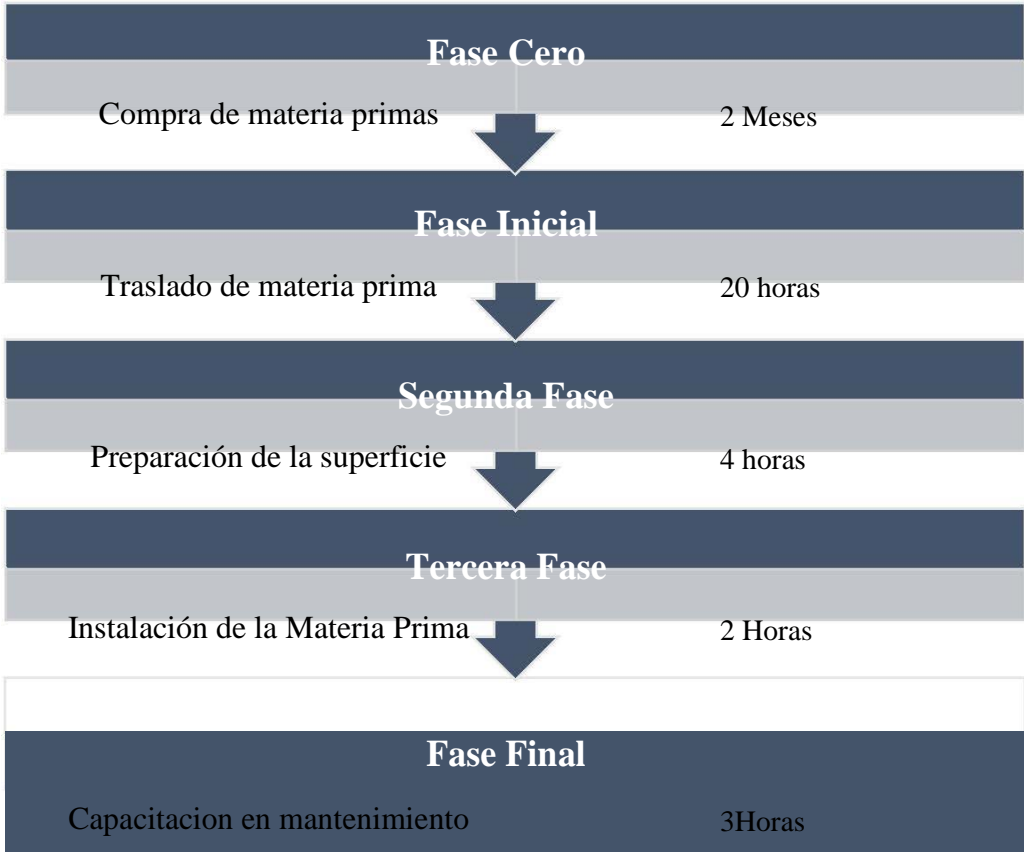 Fase Cero
Compra de materia primas 2 Meses
Fase Inicial
Traslado de materia prima 20 horas
Segunda Fase
Preparación de la superficie 4 horas
Tercera Fase
Instalación de la Materia Prima 2 Horas
Fase Final
Capacitacion en mantenimiento 3Horas